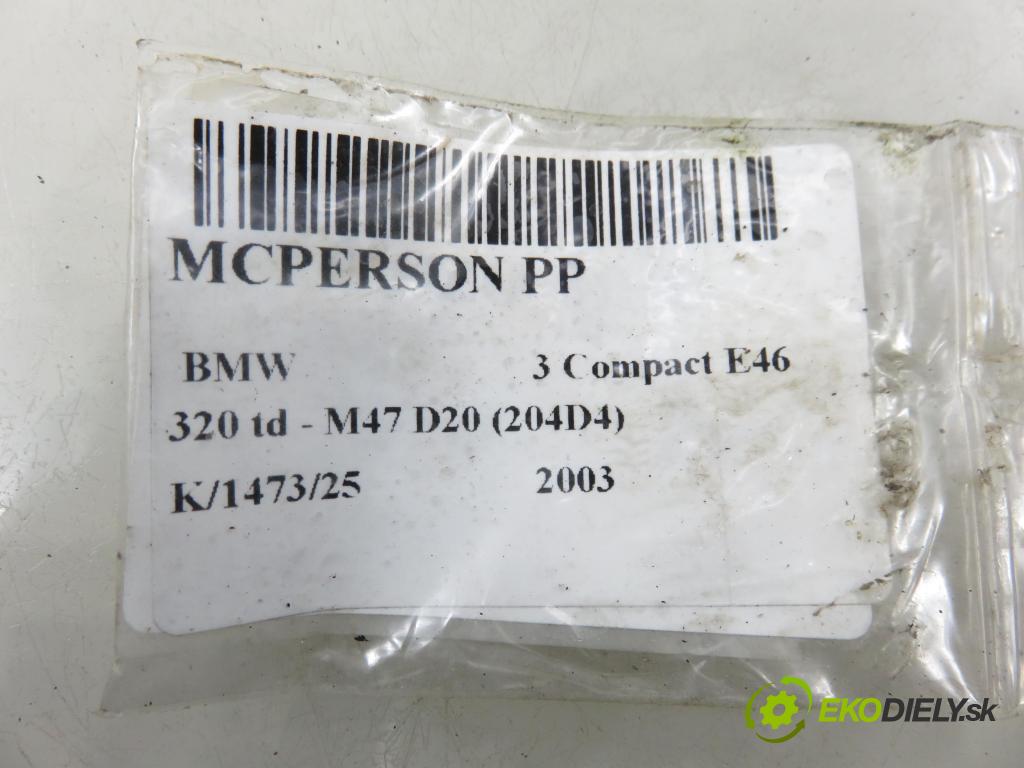 MCPERSON PP
BMW 3 Compact E46
320 td - M47 D20 (204D4)
K/1473/25 2003
EKODIELY.sk